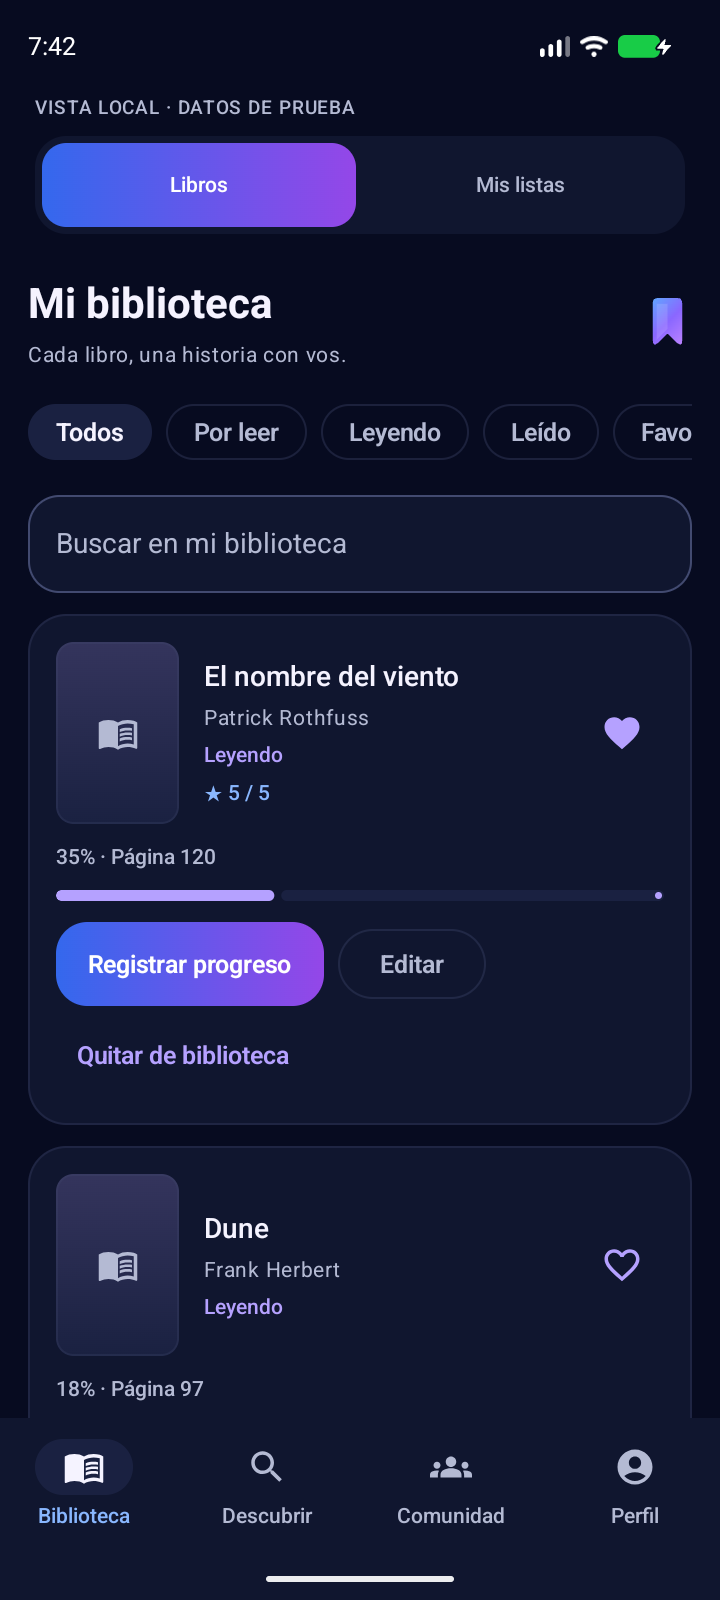 7:42
VISTA LOCAL · DATOS DE PRUEBA
Libros
Mis listas
Mi biblioteca
Cada libro, una historia con vos.
Todos
Por leer
Leyendo
Leído
Favo
Buscar en mi biblioteca
El nombre del viento
Patrick Rothfuss
Leyendo
★ 5 / 5
35% · Página 120
Registrar progreso
Editar
Quitar de biblioteca
Dune
Frank Herbert
Leyendo
18% · Página 97
Biblioteca
Descubrir
Comunidad
Perfil